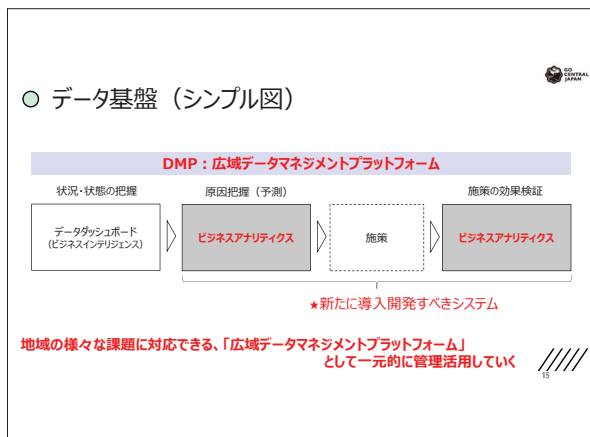 GO
CENTRAL
JAPAN
データ基盤（シンプル図）
DMP：広域データマネジメントプラットフォーム
状況・状態の把握
原因把握（予測）
施策の効果検証
データダッシュボード
（ビジネスインテリジェンス）
ビジネスアナリティクス
施策
ビジネスアナリティクス
★新たに導入開発すべきシステム
地域の様々な課題に対応できる、「広域データマネジメントプラットフォーム」
として一元的に管理活用していく
15